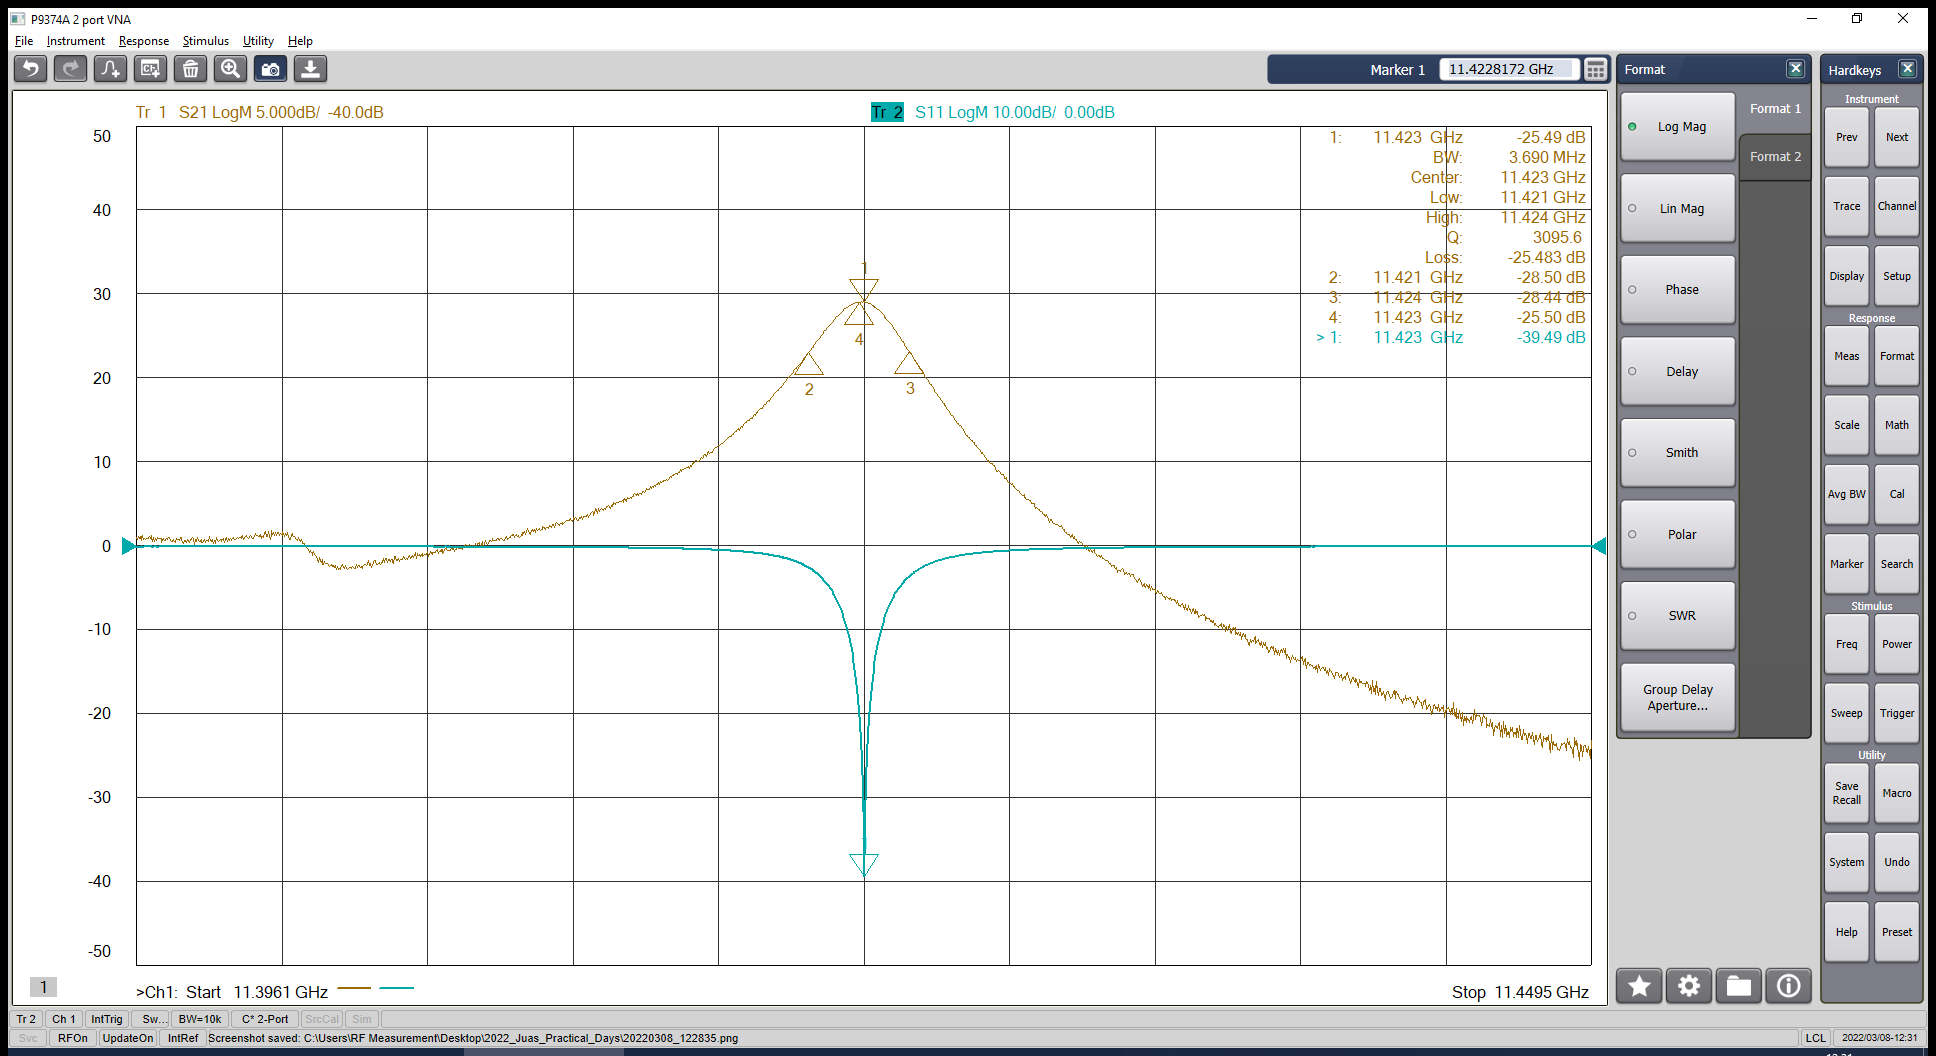 P9374A 2 port VNA
File Instrument Response Stimulus Utility Help
Marker 1 11.4228172 GHz
Tr 1 S21 LogM 5.000dB/ -40.0dB
Tr 2 S11 LogM 10.00dB/ 0.00dB
50
40
30
20
10
0
-10
-20
-30
-40
-50
1: 11.423 GHz -25.49 dB
BW: 3.690 MHz
Center: 11.423 GHz
Low: 11.421 GHz
High: 11.424 GHz
Q: 3095.6
Loss: -25.483 dB
2: 11.421 GHz -28.50 dB
3: 11.424 GHz -28.44 dB
4: 11.423 GHz -25.50 dB
> 1: 11.423 GHz -39.49 dB
1
4
2
3
1
>Ch1: Start 11.3961 GHz
Stop 11.4495 GHz
Format
Format 1
Format 2
Log Mag
Lin Mag
Phase
Delay
Smith
Polar
SWR
Group Delay
Aperture...
Hardkeys
Instrument
Prev Next
Trace Channel
Display Setup
Response
Meas Format
Scale Math
Avg BW Cal
Marker Search
Stimulus
Freq Power
Sweep Trigger
Utility
Save
Recall
Macro
System Undo
Help Preset
Tr 2 Ch 1 IntTrig Sw... BW=10k C* 2-Port SrcCal Sim
Svc RFOn UpdateOn IntRef Screenshot saved: C:\Users\RF Measurement\Desktop\2022_Juas_Practical_Days\20220308_122835.png LCL 2022/03/08-12:31